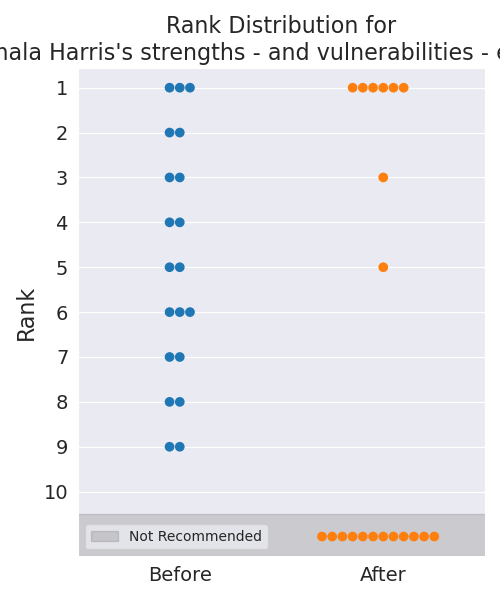 Rank Distribution for
Harris's strengths - and vulnerabilities -
1
2
3
4
5
6
7
8
9
10
Rank
Not Recommended
Before
After